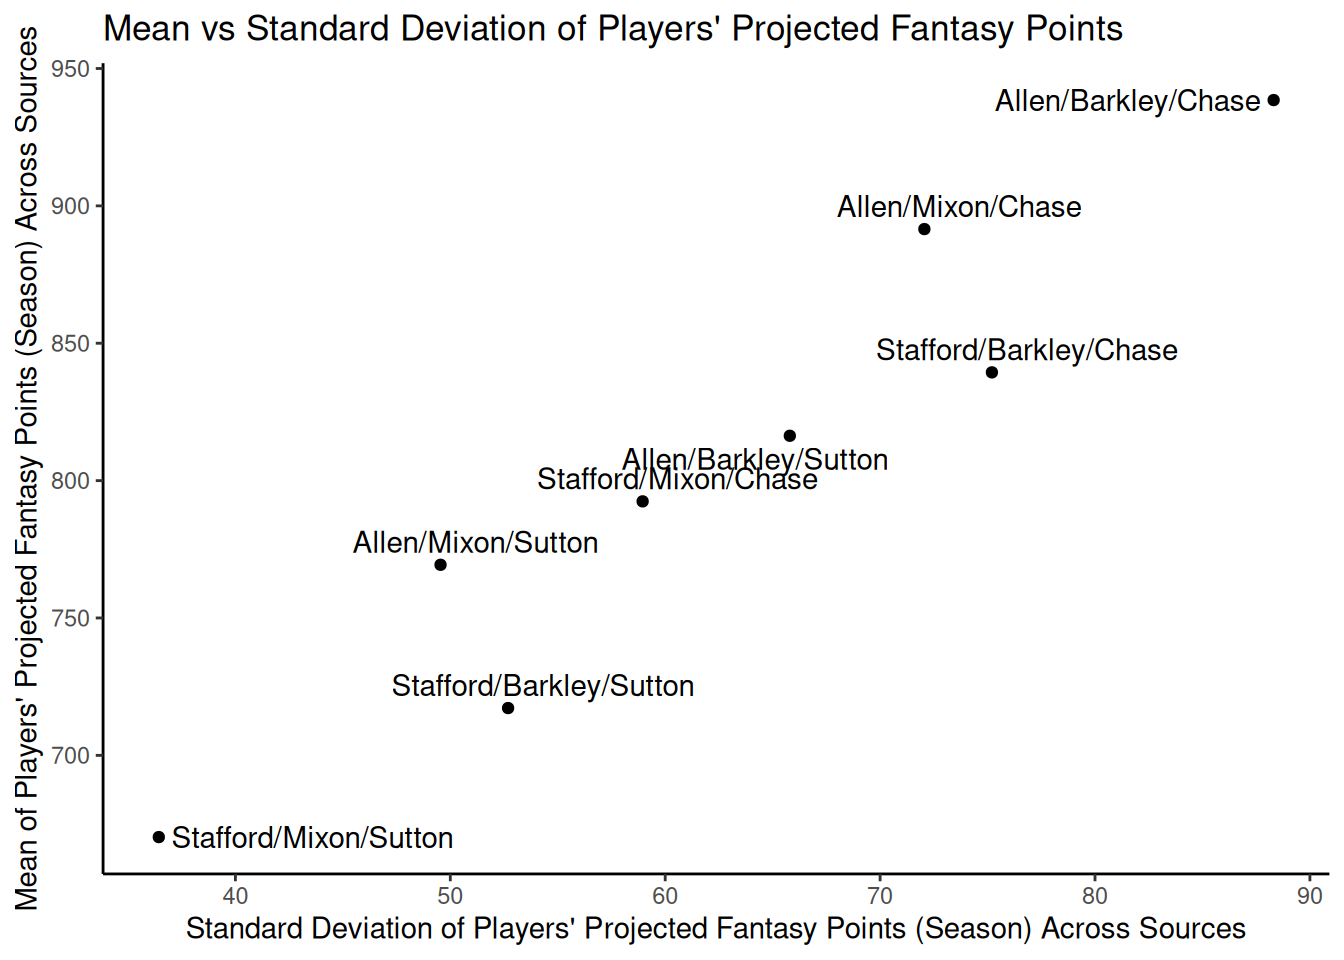 Mean vs Standard Deviation of Players' Projected Fantasy Points
Mean of Players' Projected Fantasy Points (Season) Across Sources
950
900
850
800
750
700
Allen/Barkley/Chase
Allen/Mixon/Chase
Stafford/Barkley/Chase
Allen/Barkley/Sutton
Stafford/Mixon/Chase
Allen/Mixon/Sutton
Stafford/Barkley/Sutton
Stafford/Mixon/Sutton
40 50 60 70 80 90
Standard Deviation of Players' Projected Fantasy Points (Season) Across Sources